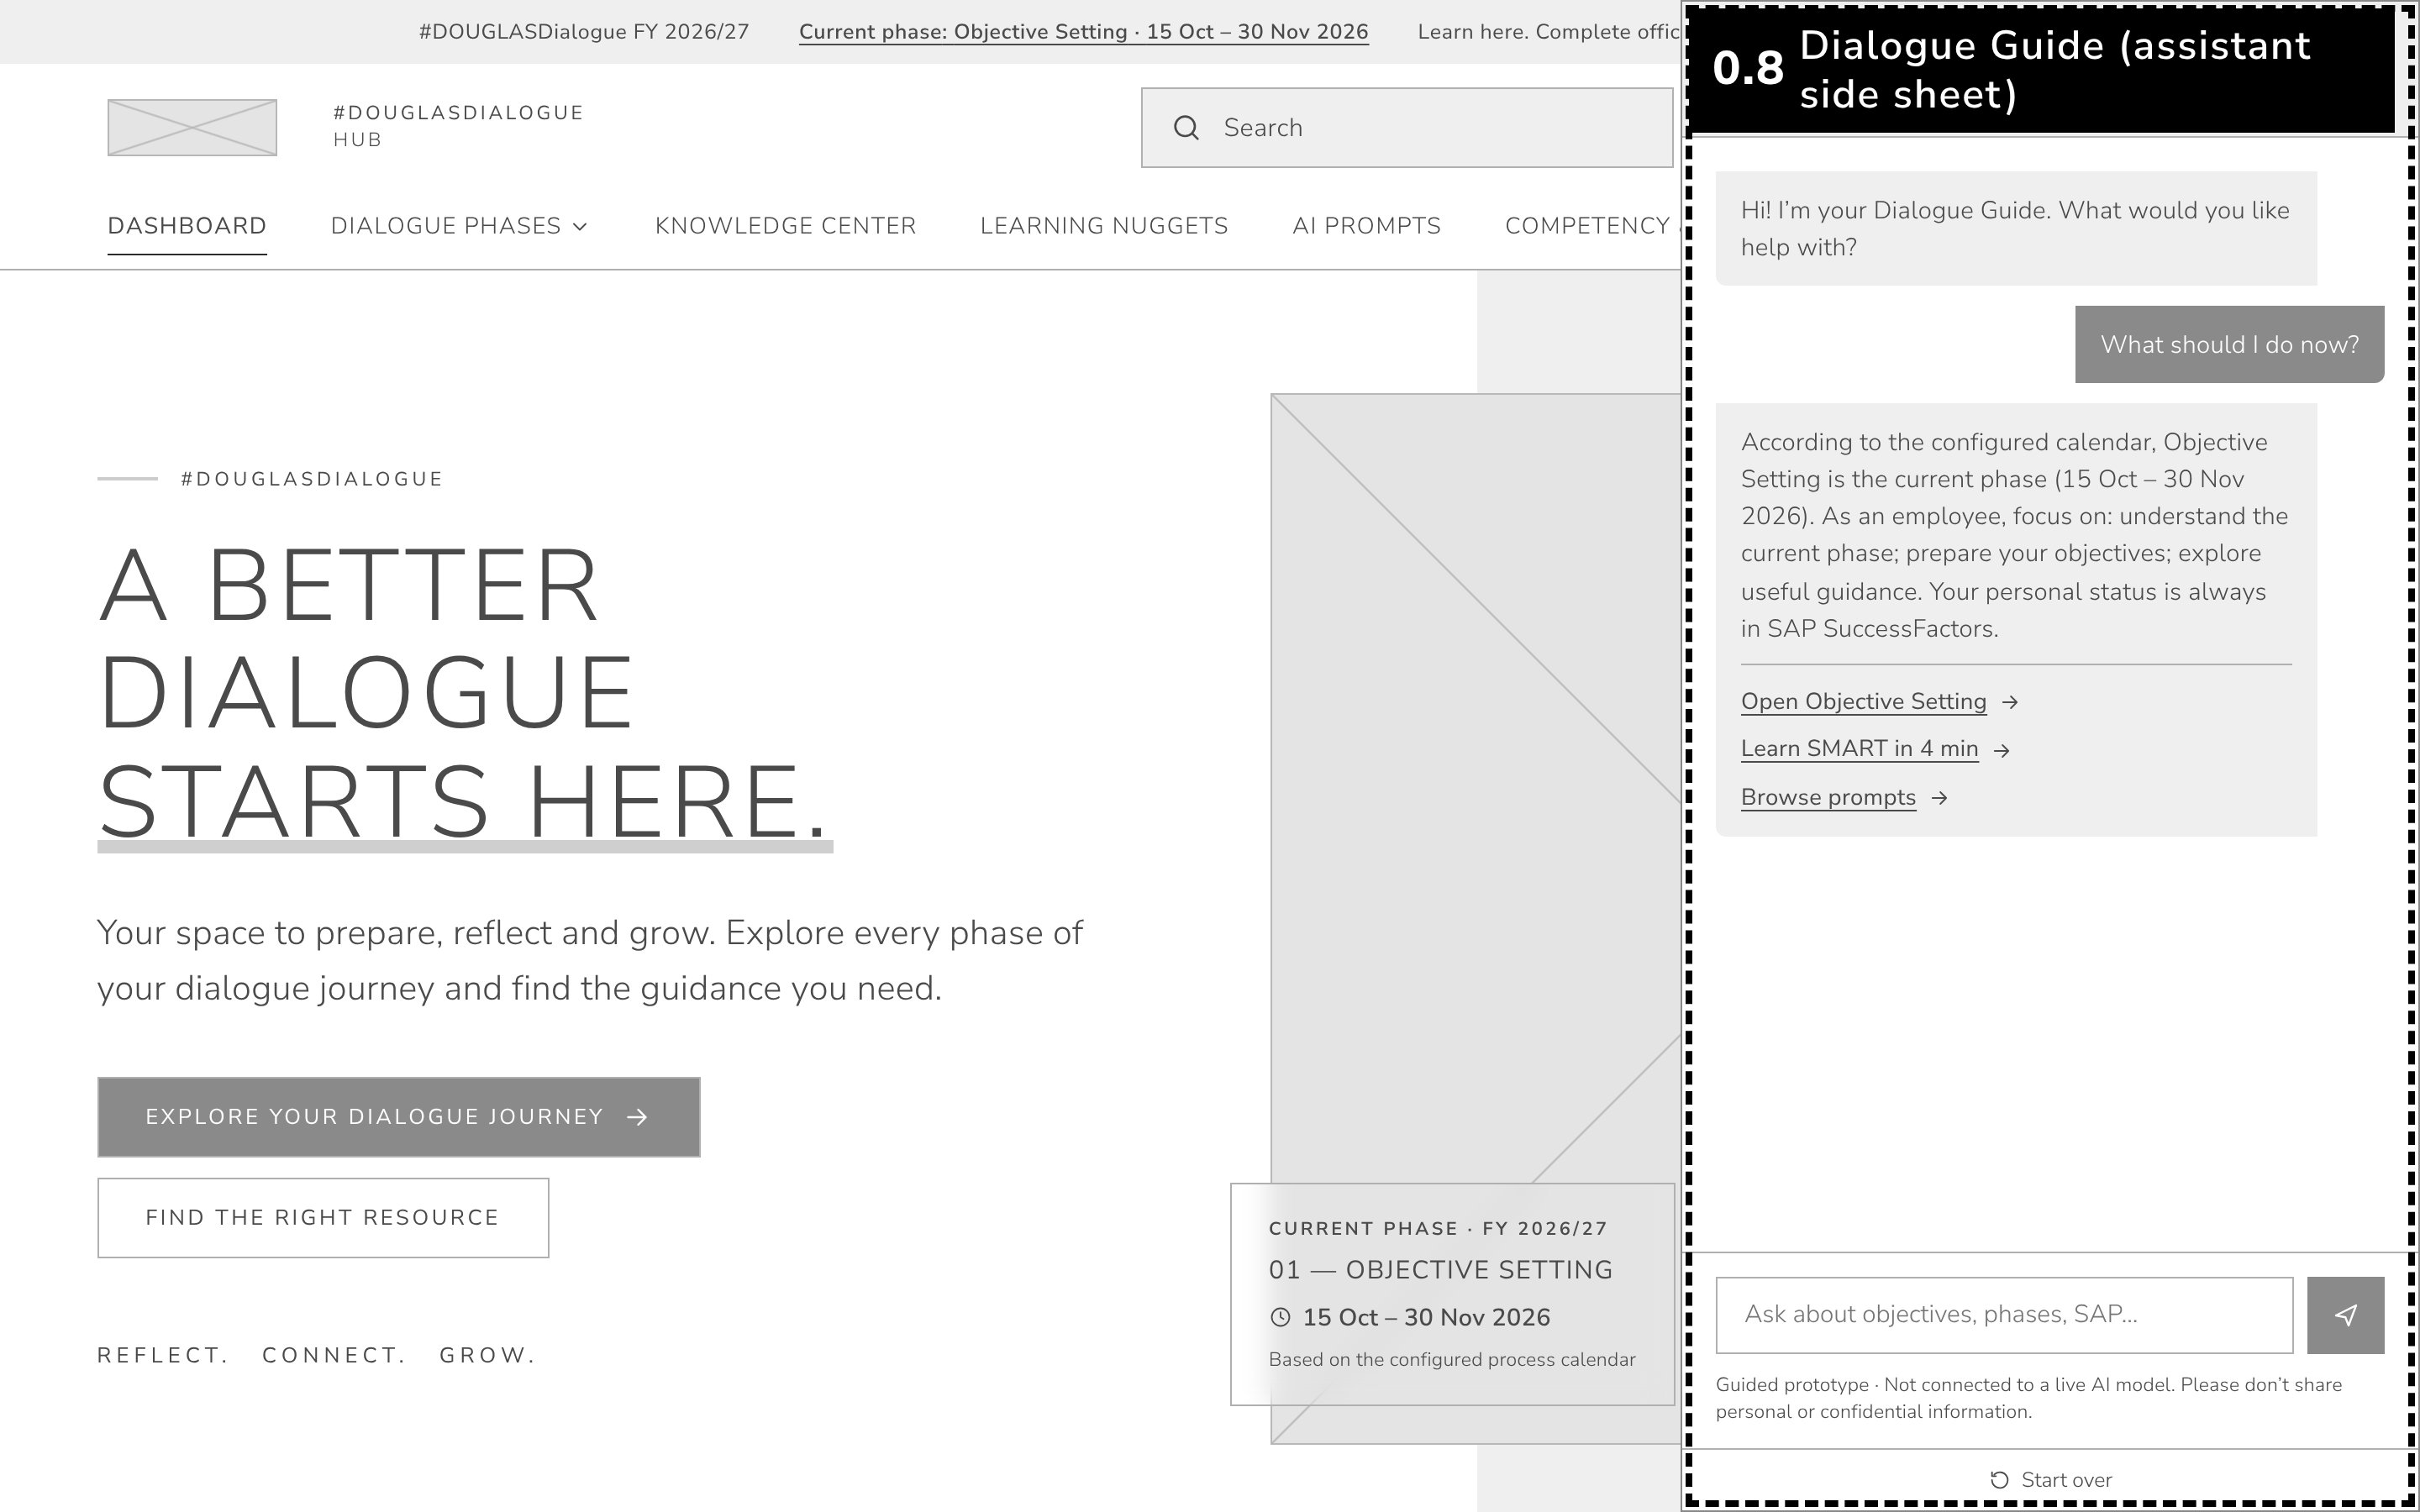 #DOUGLASDialogue FY 2026/27
Current phase: Objective Setting · 15 Oct – 30 Nov 2026
Learn here. Complete
#DOUGLASDIALOGUE
HUB
Search
DASHBOARD
DIALOGUE PHASES
KNOWLEDGE CENTER
LEARNING NUGGETS
AI PROMPTS
COMPETENCY
#DOUGLASDIALOGUE
A BETTER
DIALOGUE
STARTS HERE.
Your space to prepare, reflect and grow. Explore every phase of
your dialogue journey and find the guidance you need.
EXPLORE YOUR DIALOGUE JOURNEY
FIND THE RIGHT RESOURCE
REFLECT. CONNECT. GROW.
CURRENT PHASE · FY 2026/27
01 — OBJECTIVE SETTING
15 Oct – 30 Nov 2026
Based on the configured process calendar
0.8 Dialogue Guide (assistant
side sheet)
Hi! I’m your Dialogue Guide. What would you like
help with?
What should I do now?
According to the configured calendar, Objective
Setting is the current phase (15 Oct – 30 Nov
2026). As an employee, focus on: understand the
current phase; prepare your objectives; explore
useful guidance. Your personal status is always
in SAP SuccessFactors.
Open Objective Setting
Learn SMART in 4 min
Browse prompts
Ask about objectives, phases, SAP...
Guided prototype · Not connected to a live AI model. Please don’t share
personal or confidential information.
Start over